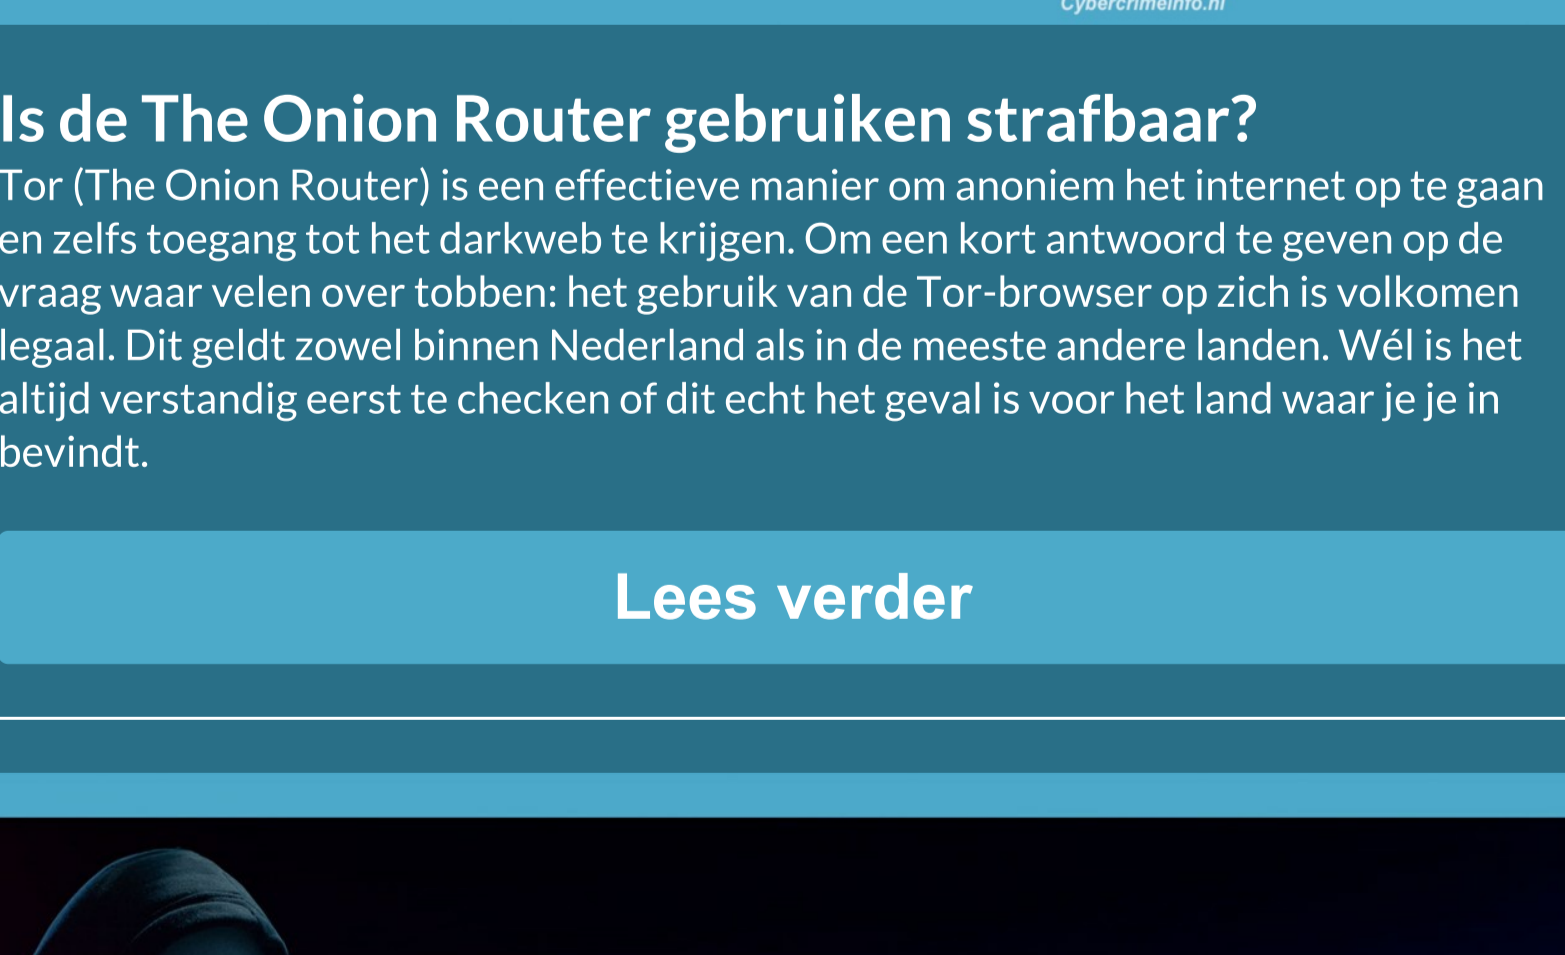 Cybercrimeinfo.nl
Is de The Onion Router gebruiken strafbaar?
Tor (The Onion Router) is een effectieve manier om anoniem het internet op te gaan
en zelfs toegang tot het darkweb te krijgen. Om een kort antwoord te geven op de
vraag waar velen over tobben: het gebruik van de Tor-browser op zich is volkomen
legaal. Dit geldt zowel binnen Nederland als in de meeste andere landen. Wél is het
altijd verstandig eerst te checken of dit echt het geval is voor het land waar je je in
bevindt.
Lees verder